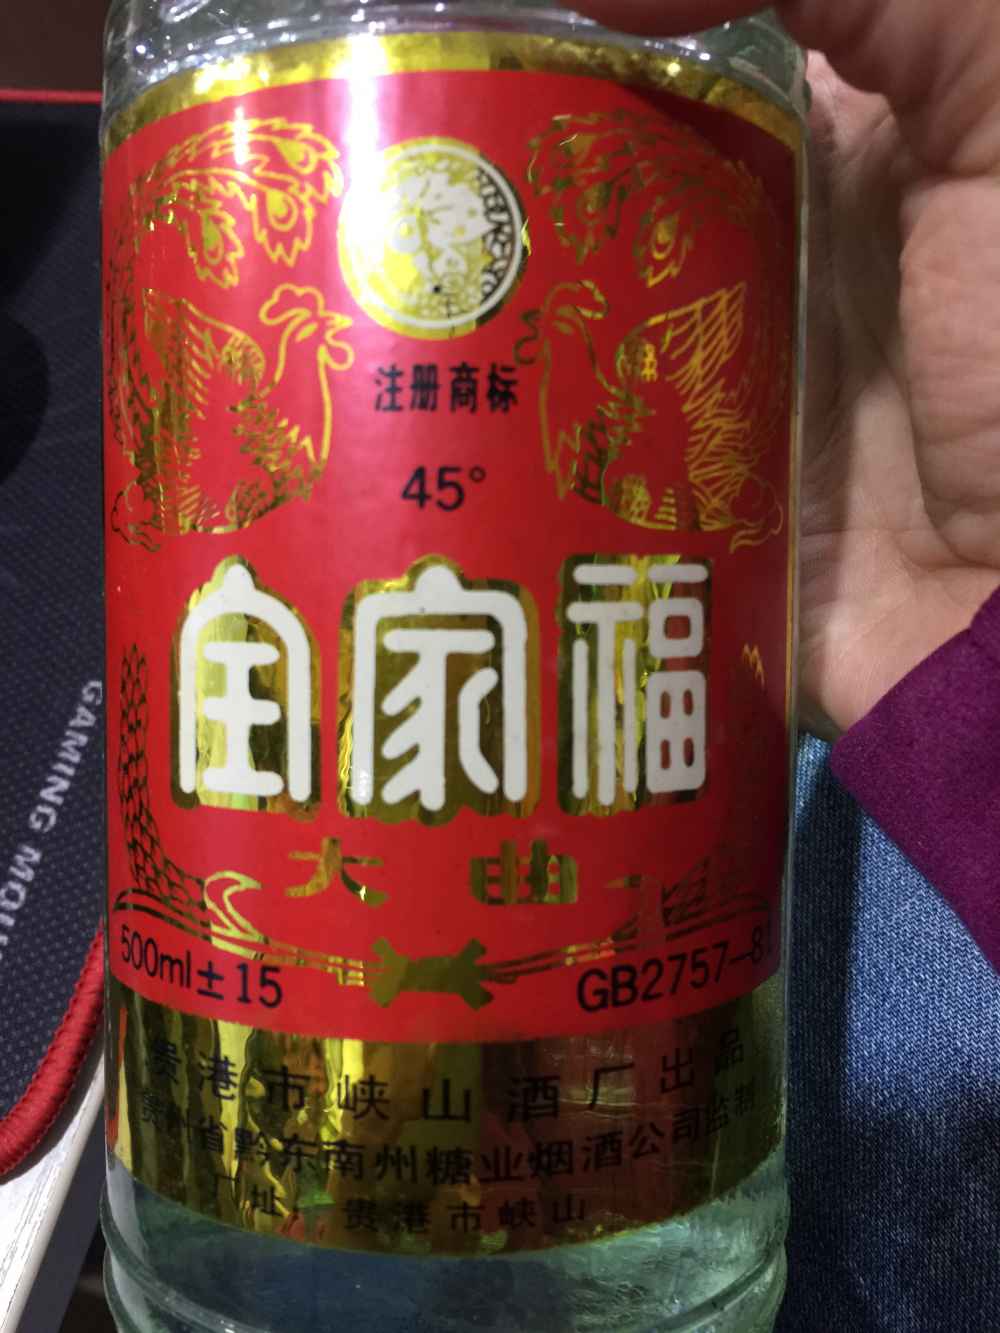 注册商标
45°
全家福
大曲
500ml±15
GB2757-81
贵港市峡山酒厂出品
贵州省黔东南州糖业烟酒公司监制
厂址：贵港市峡山
GAMING MOU